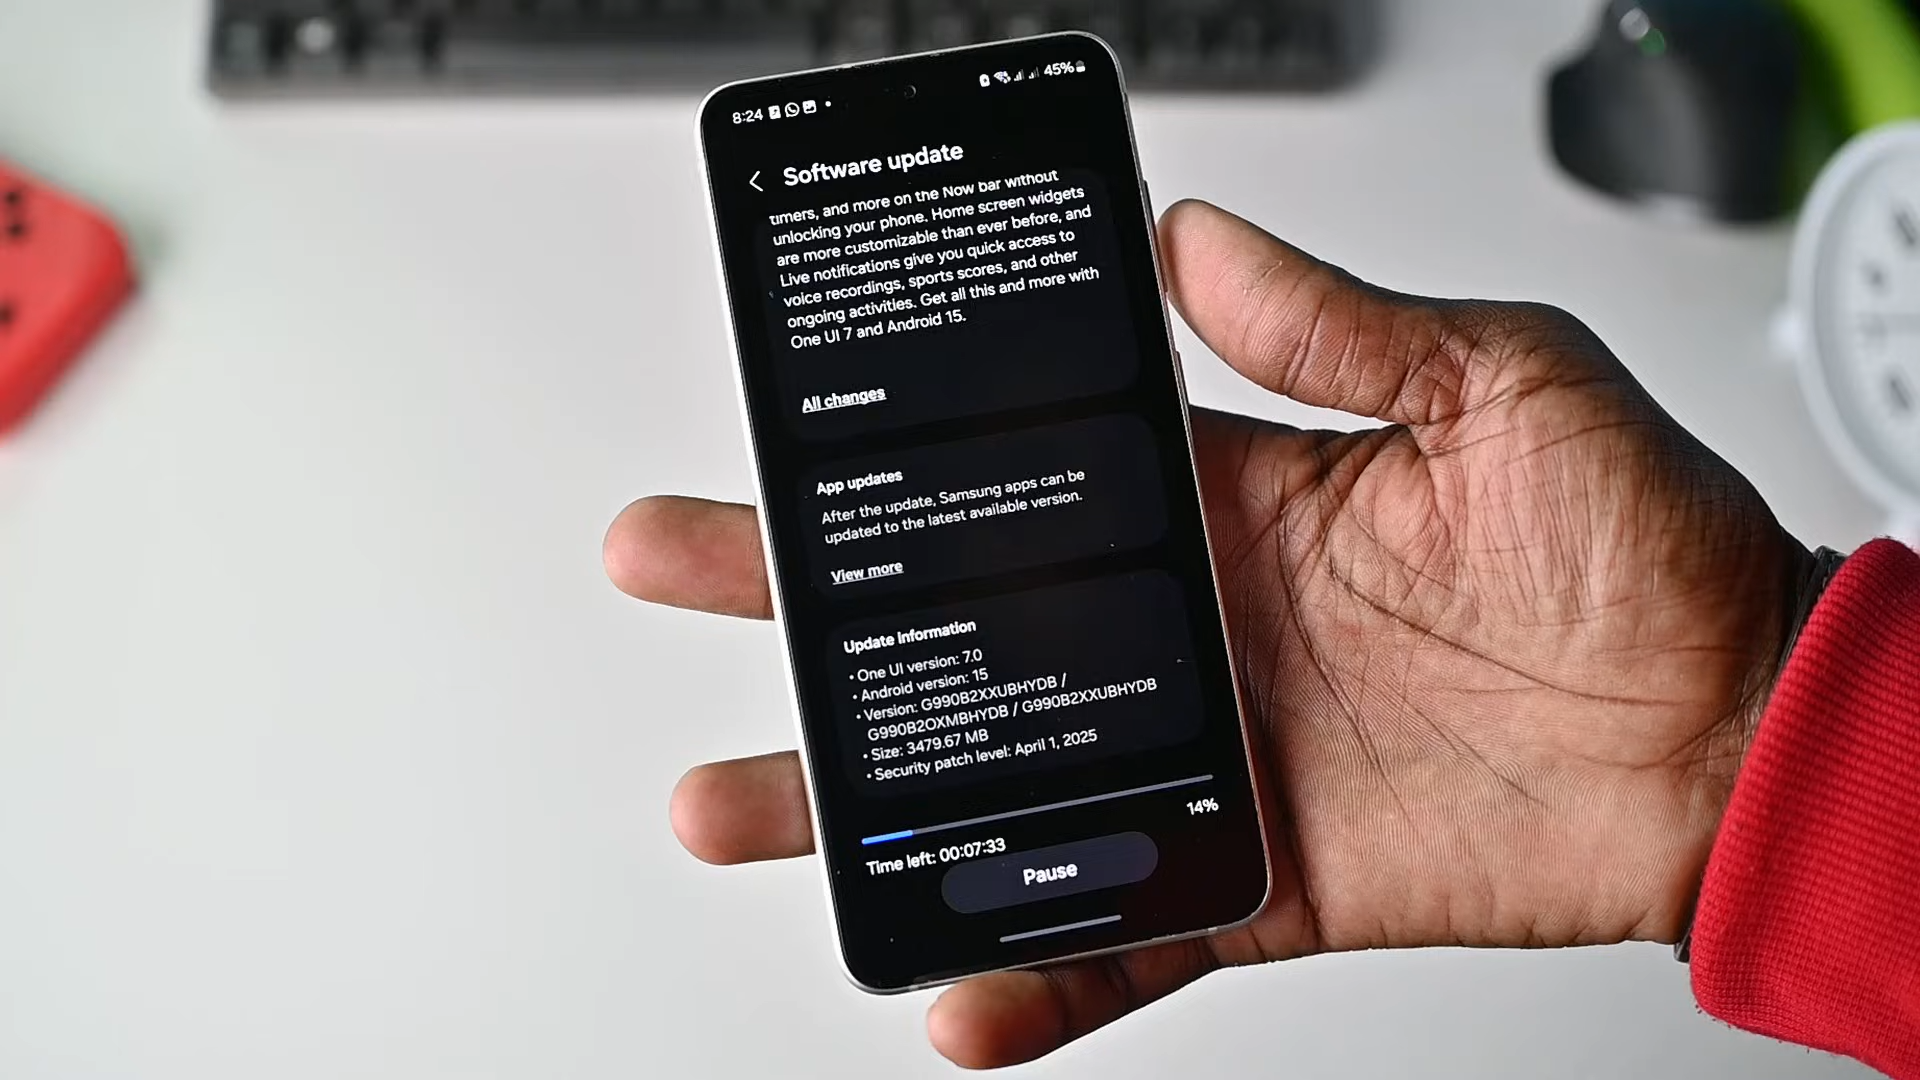 8:24
45%
Software update
timers, and more on the Now bar without
unlocking your phone. Home screen widgets
are more customizable than ever before, and
Live notifications give you quick access to
voice recordings, sports scores, and other
ongoing activities. Get all this and more with
One UI 7 and Android 15.
All changes
App updates
After the update, Samsung apps can be
updated to the latest available version.
View more
Update information
• One UI version: 7.0
• Android version: 15
• Version: G990B2XXUBHYDB /
G990B2OXMBHYDB / G990B2XXUBHYDB
• Size: 3479.67 MB
• Security patch level: April 1, 2025
14%
Time left: 00:07:33
Pause